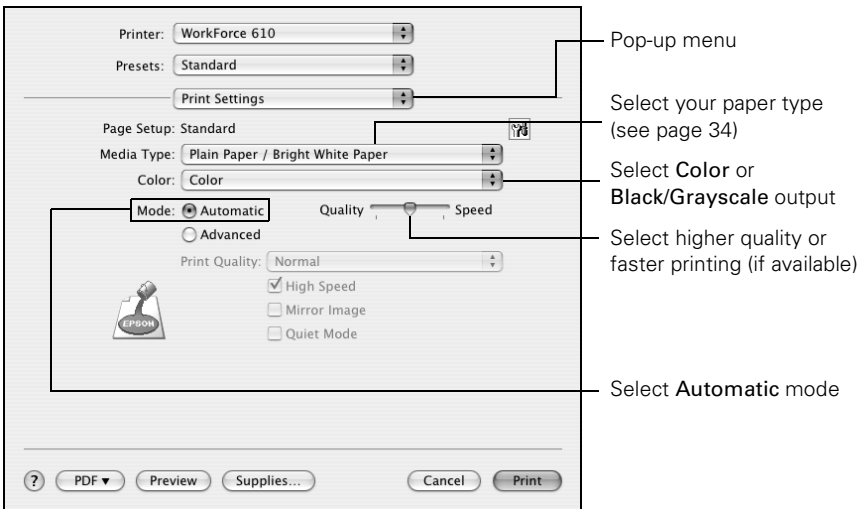 Printer: WorkForce 610
Pop-up menu
Presets: Standard
Print Settings
Select your paper type
(see page 34)
Page Setup: Standard
Media Type: Plain Paper / Bright White Paper
Color: Color
Select Color or
Black/Grayscale output
Mode: Automatic Quality Speed
Advanced
Select higher quality or
faster printing (if available)
Print Quality: Normal
High Speed
Mirror Image
Quiet Mode
EPSON
Select Automatic mode
? PDF▼ Preview Supplies... Cancel Print